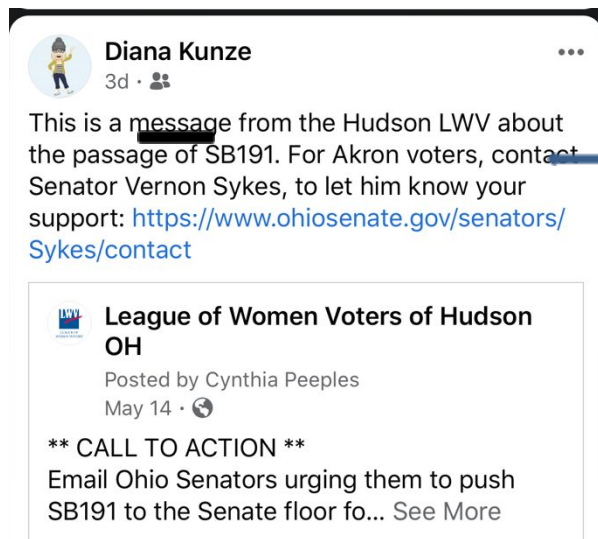 Diana Kunze
3d ·
This is a message from the Hudson LWV about
the passage of SB191. For Akron voters, contact
Senator Vernon Sykes, to let him know your
support: https://www.ohiosenate.gov/senators/
Sykes/contact
LWV
League of Women Voters of Hudson
OH
Posted by Cynthia Peeples
May 14 ·
** CALL TO ACTION **
Email Ohio Senators urging them to push
SB191 to the Senate floor fo... See More